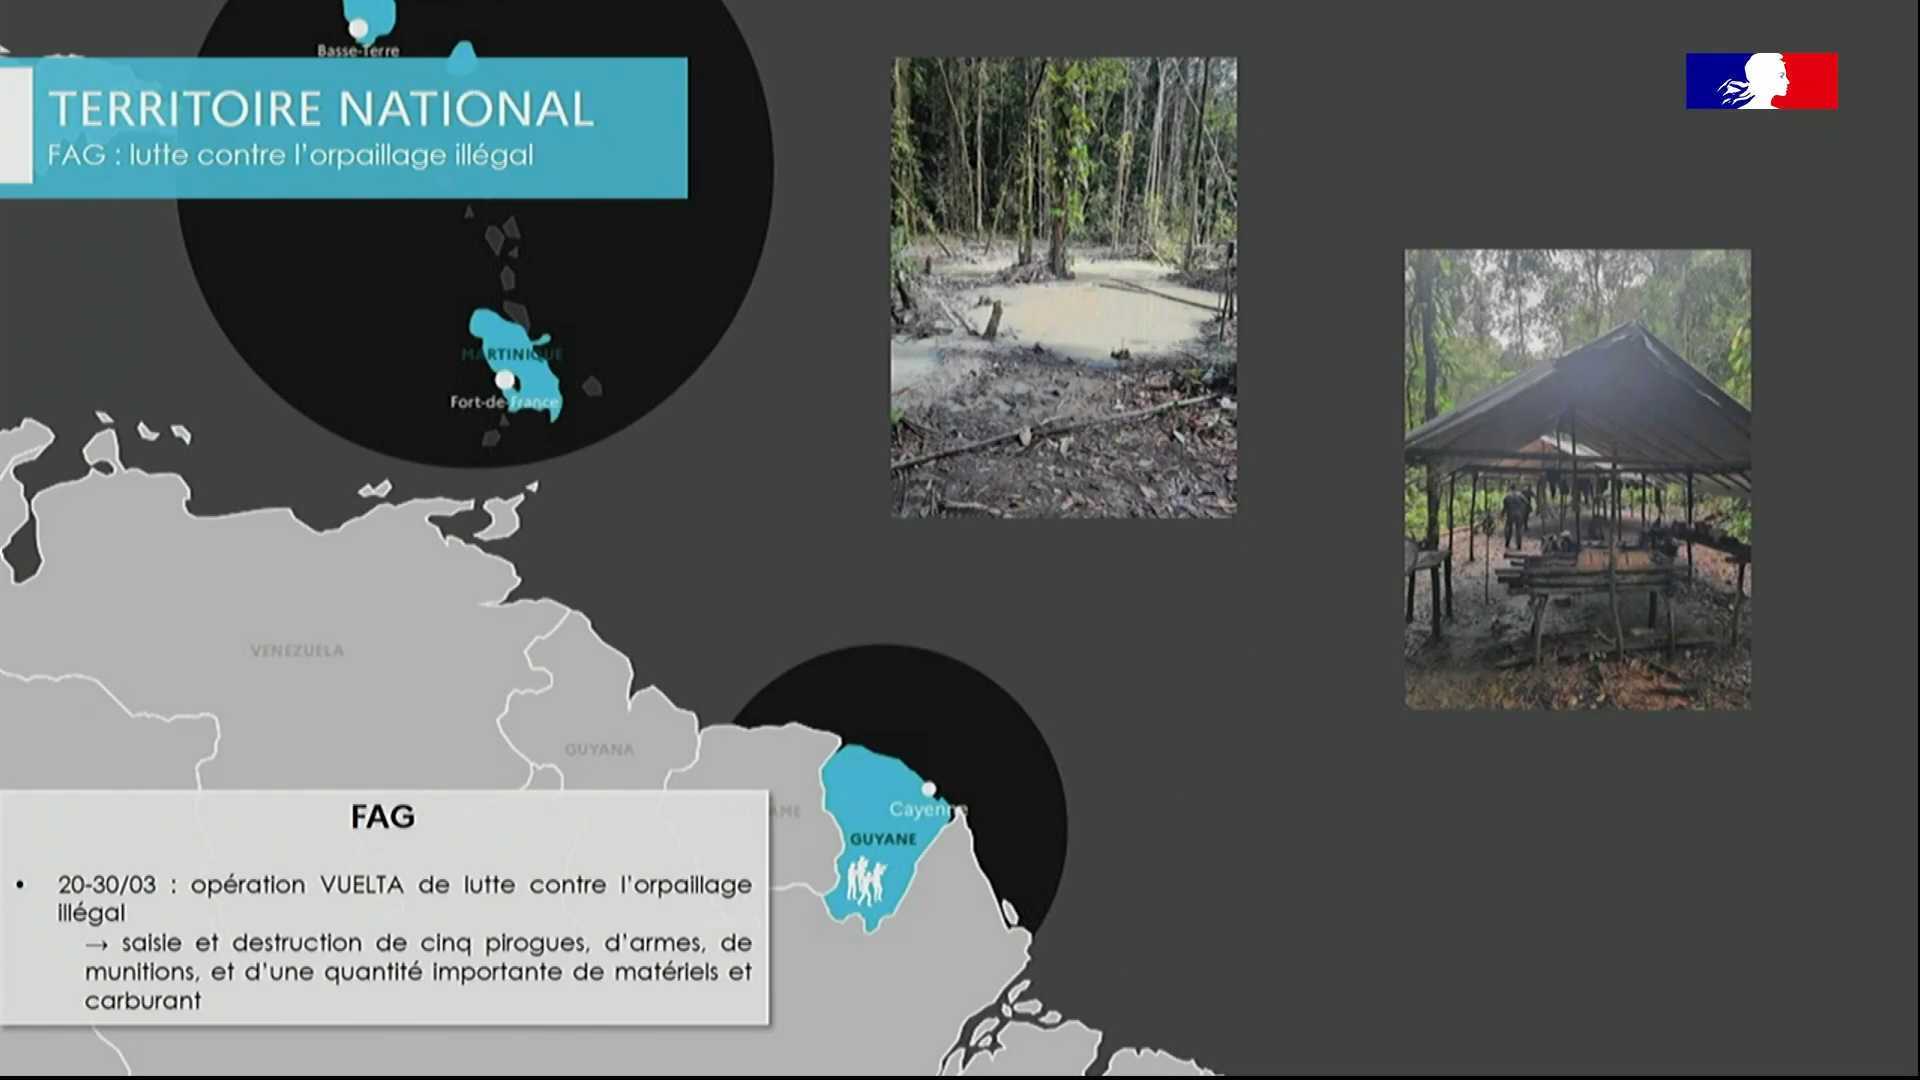 Basse-Terre
TERRITOIRE NATIONAL
FAG : lutte contre l'orpaillage illégal
MARTINIQUE
Fort-de-France
VENEZUELA
GUYANA
Cayenne
GUYANE
FAG
• 20-30/03 : opération VUELTA de lutte contre l'orpaillage
illégal
→ saisie et destruction de cinq pirogues, d'armes, de
munitions, et d'une quantité importante de matériels et
carburant